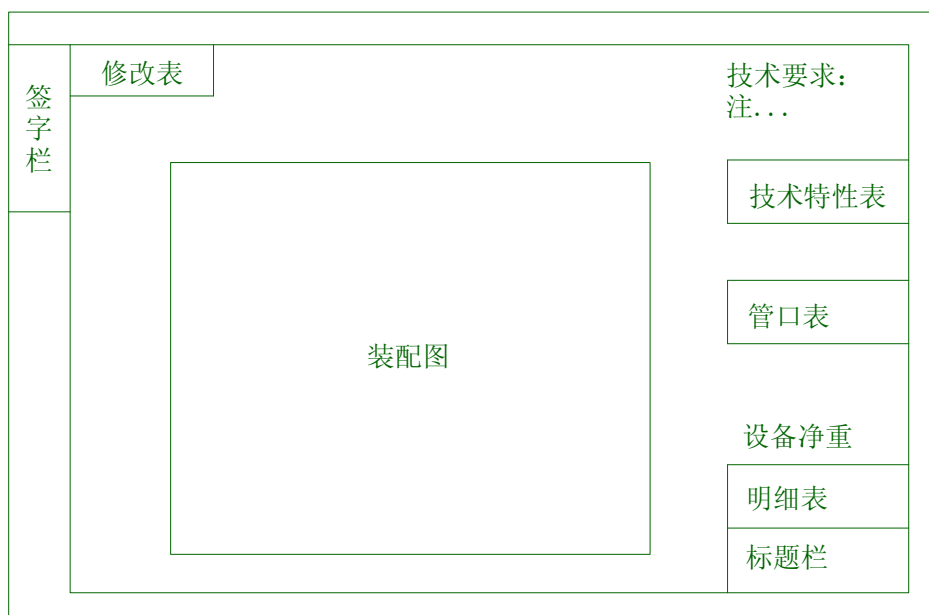 修改表
签字栏
技术要求：
注...
技术特性表
管口表
装配图
设备净重
明细表
标题栏